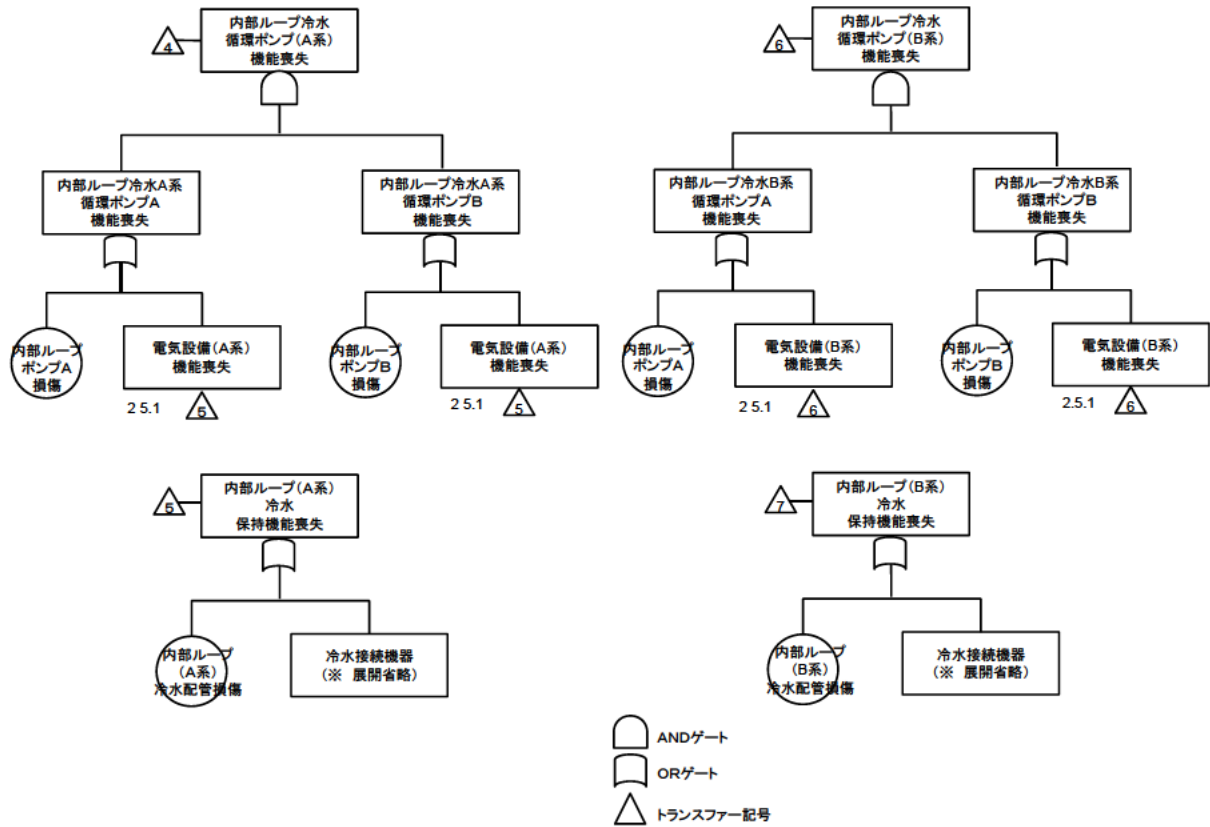 4
内部ループ冷水
循環ポンプ(A系)
機能喪失
6
内部ループ冷水
循環ポンプ(B系)
機能喪失
内部ループ冷水A系
循環ポンプA
機能喪失
内部ループ冷水A系
循環ポンプB
機能喪失
内部ループ冷水B系
循環ポンプA
機能喪失
内部ループ冷水B系
循環ポンプB
機能喪失
内部ループ
ポンプA
損傷
電気設備(A系)
機能喪失
2 5.1
5
内部ループ
ポンプB
損傷
電気設備(A系)
機能喪失
2 5.1
5
内部ループ
ポンプA
損傷
電気設備(B系)
機能喪失
2 5.1
6
内部ループ
ポンプB
損傷
電気設備(B系)
機能喪失
2.5.1
6
5
内部ループ(A系)
冷水
保持機能喪失
7
内部ループ(B系)
冷水
保持機能喪失
内部ループ
(A系)
冷水配管損傷
冷水接続機器
(※ 展開省略)
内部ループ
(B系)
冷水配管損傷
冷水接続機器
(※ 展開省略)
ANDゲート
ORゲート
トランスファー記号